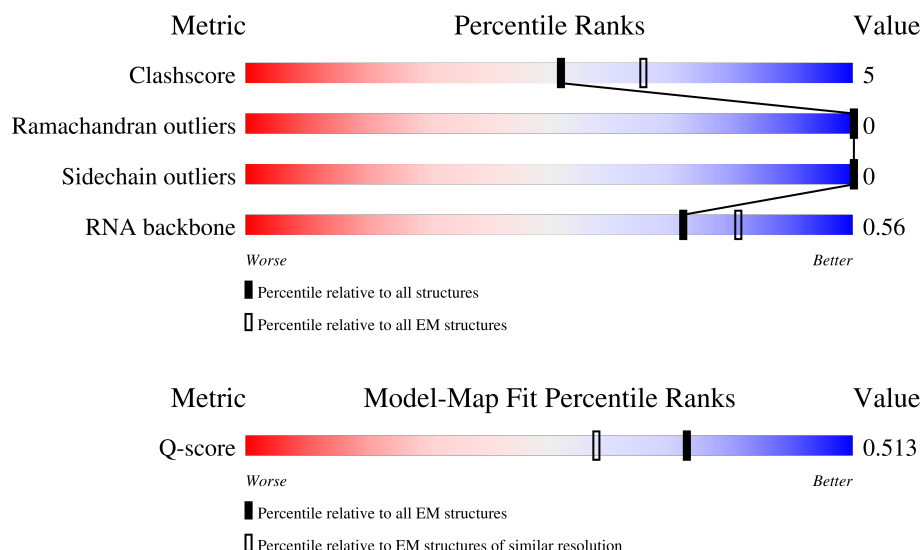 Metric Percentile Ranks Value
Clashscore 5
Ramachandran outliers 0
Sidechain outliers 0
RNA backbone 0.56
Worse Better
Percentile relative to all structures
Percentile relative to all EM structures
Metric Model-Map Fit Percentile Ranks Value
Q-score 0.513
Worse Better
Percentile relative to all EM structures
Percentile relative to EM structures of similar resolution